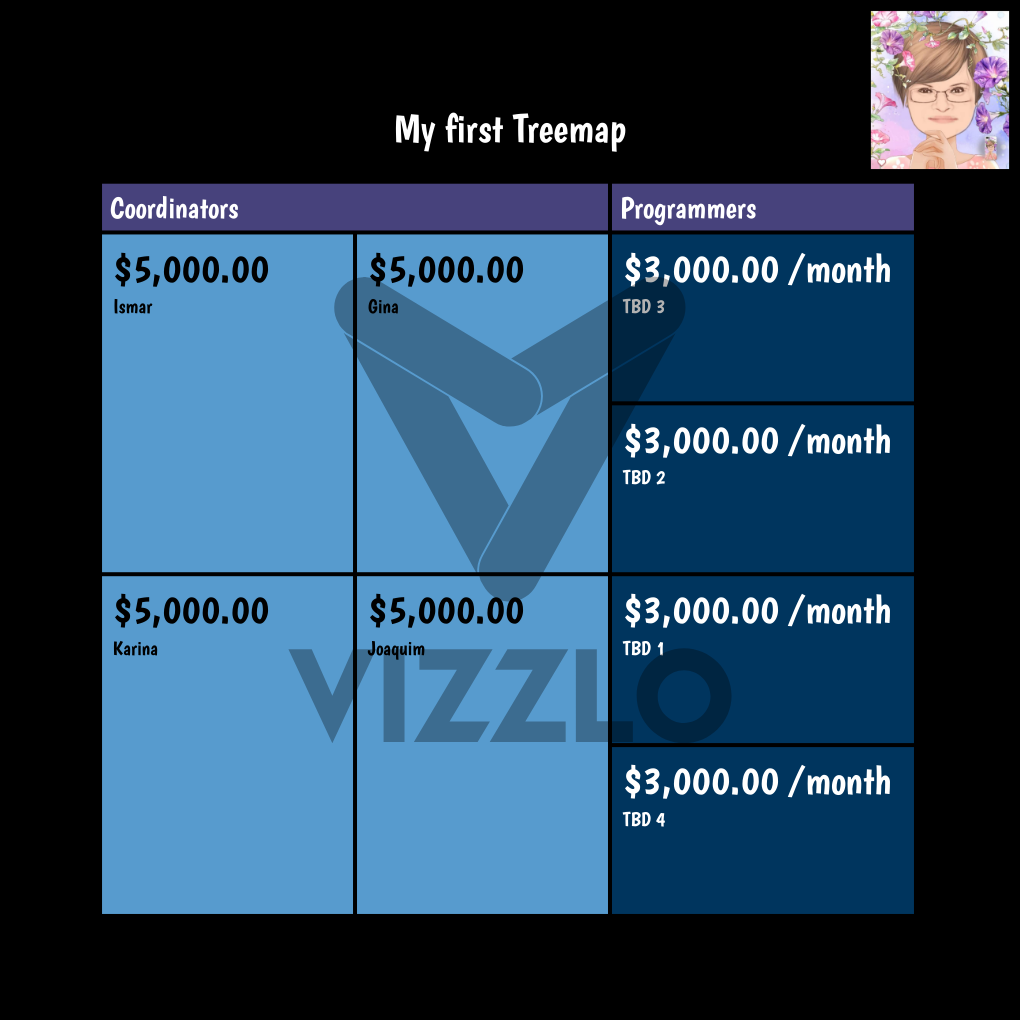 My first Treemap
Coordinators
Programmers
$5,000.00
Ismar
$5,000.00
Gina
$3,000.00 /month
TBD 3
$3,000.00 /month
TBD 2
$5,000.00
Karina
$5,000.00
Joaquim
$3,000.00 /month
TBD 1
$3,000.00 /month
TBD 4
VIZZLO